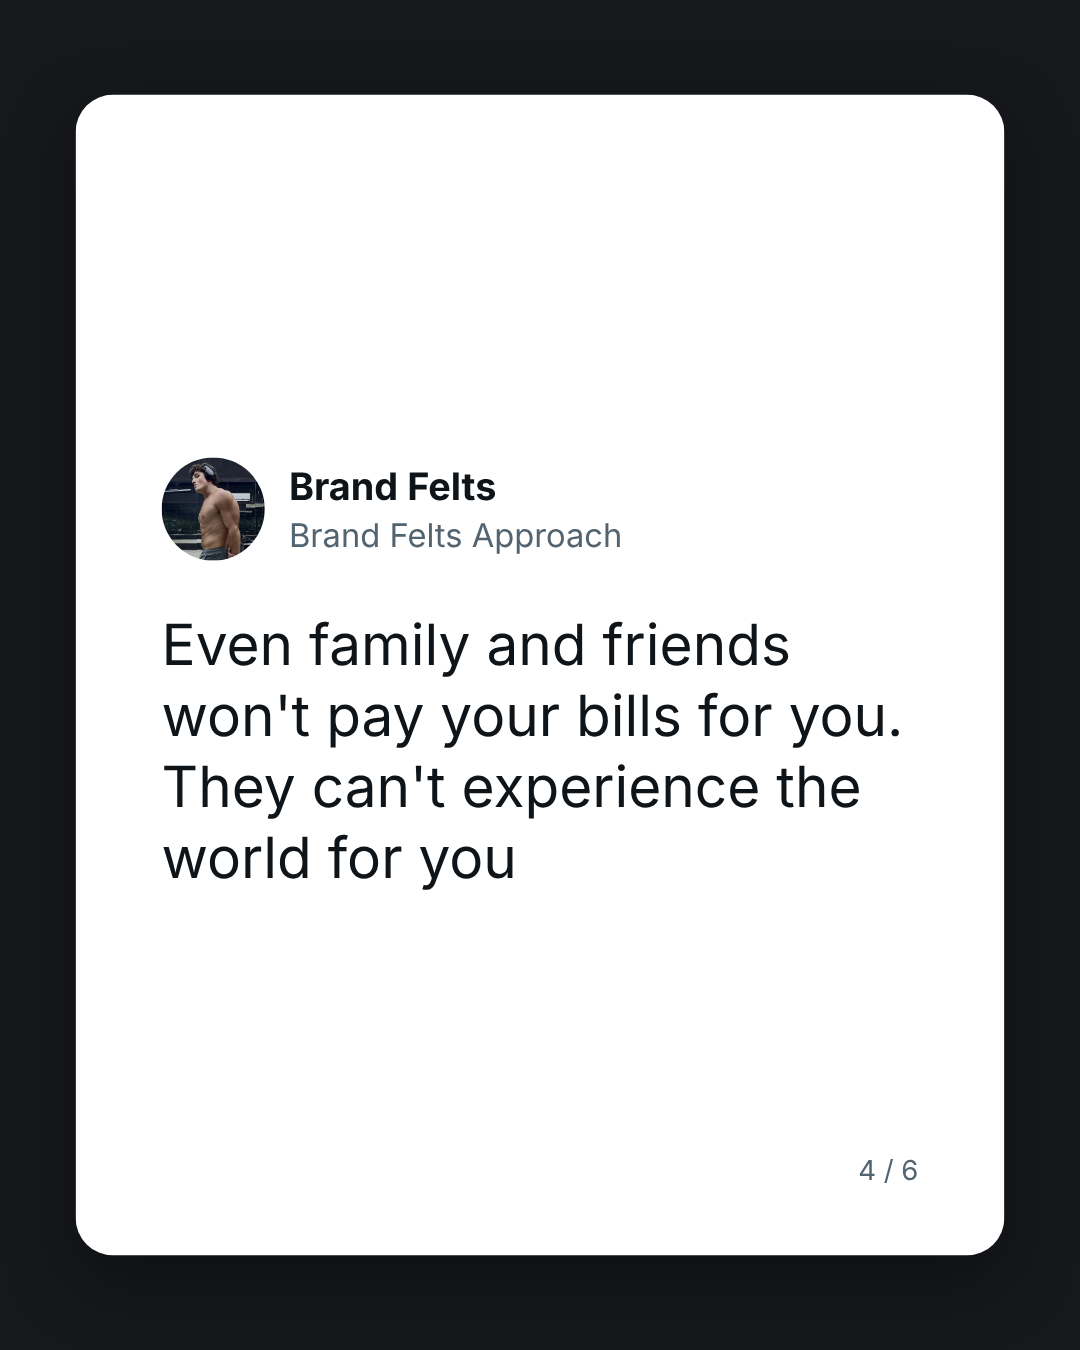 Brand Felts
Brand Felts Approach
Even family and friends
won't pay your bills for you.
They can't experience the
world for you
4 / 6